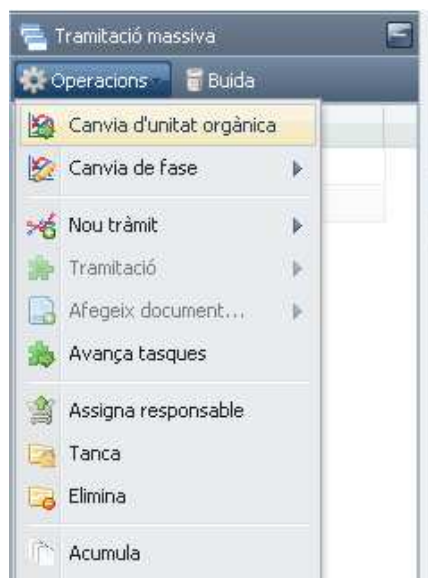 Tramitació massiva
Operacions Buida
Canvia d'unitat orgànica
Canvia de fase
Nou tràmit
Tramitació
Afegeix document...
Avança tasques
Assigna responsable
Tanca
Elimina
Acumula